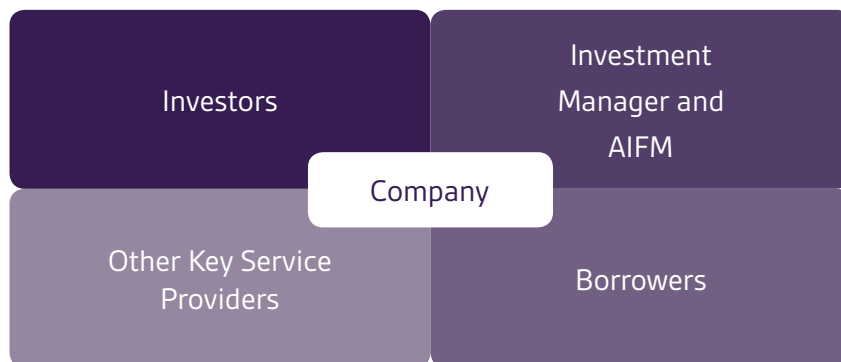 Investors
Investment
Manager and
AIFM
Company
Other Key Service
Providers
Borrowers